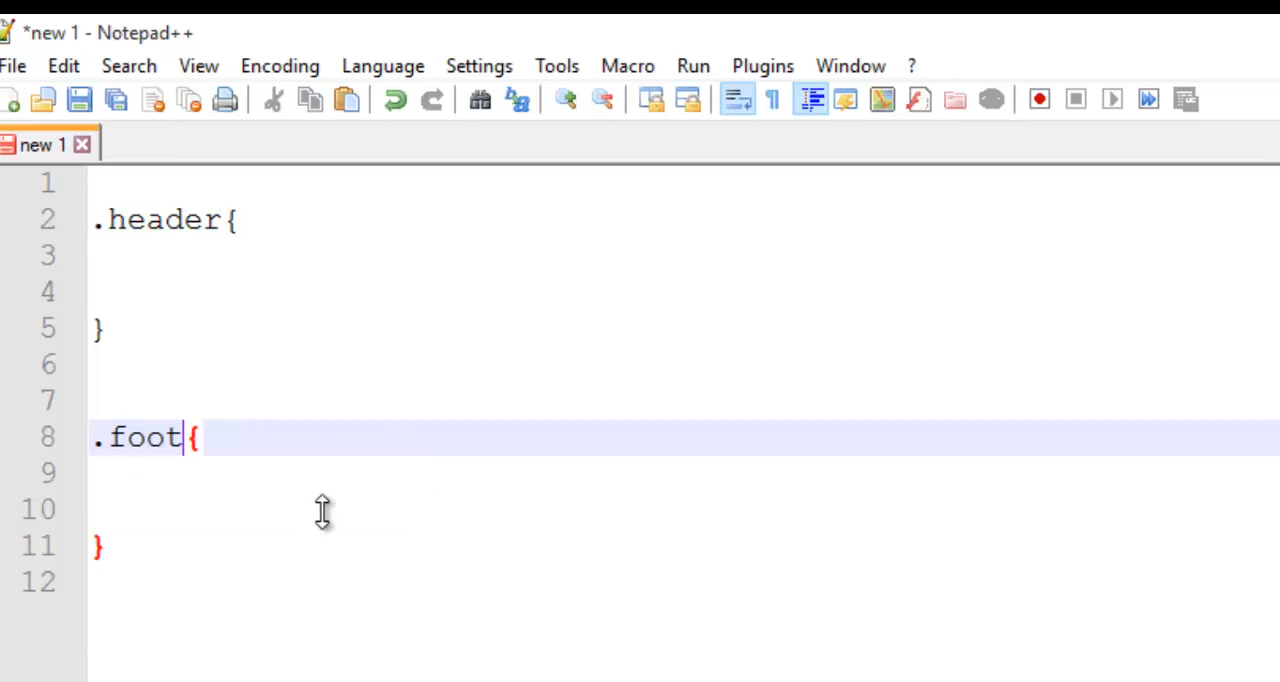 *new 1 - Notepad++
File Edit Search View Encoding Language Settings Tools Macro Run Plugins Window ?
new 1
1
2 .header{
3
4
5 }
6
7
8 .foot{
9
10
11 }
12